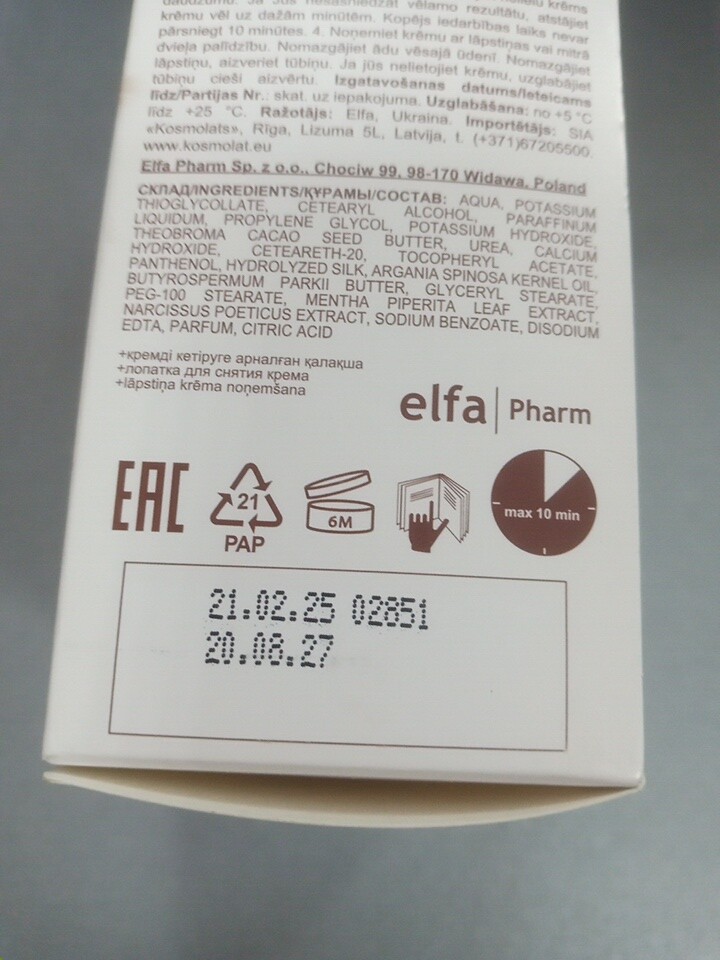 daudzumu. Ja Jūs nesasniedzat vēlamo rezultātu, atstājiet
krēmu vēl uz dažām minūtēm. Kopējs iedarbības laiks nevar
pārsniegt 10 minūtes. 4. Noņemiet krēmu ar lāpstiņas vai mitrā
dvieļa palīdzību. Nomazgājiet ādu vēsajā ūdenī. Nomazgājiet
lāpstiņu, aizveriet tūbiņu. Ja jūs nelietojiet krēmu, uzglabājiet
tūbiņu cieši aizvērtu. Izgatavošanas datums/Ieteicams
līdz/Partijas Nr.: skat. uz iepakojuma. Uzglabāšana: no +5 °C
līdz +25 °C. Ražotājs: Elfa, Ukraina. Importētājs: SIA
«Kosmolats», Rīga, Lizuma 5L, Latvija, t. (+371)67205500,
www.kosmolat.eu
Elfa Pharm Sp. z o.o., Chociw 99, 98-170 Widawa, Poland
СКЛАД/INGREDIENTS/ҚҰРАМЫ/СОСТАВ: AQUA, POTASSIUM
THIOGLYCOLLATE, CETEARYL ALCOHOL, PARAFFINUM
LIQUIDUM, PROPYLENE GLYCOL, POTASSIUM HYDROXIDE,
THEOBROMA CACAO SEED BUTTER, UREA, CALCIUM
HYDROXIDE, CETEARETH-20, TOCOPHERYL ACETATE,
PANTHENOL, HYDROLYZED SILK, ARGANIA SPINOSA KERNEL OIL,
BUTYROSPERMUM PARKII BUTTER, GLYCERYL STEARATE,
PEG-100 STEARATE, MENTHA PIPERITA LEAF EXTRACT,
NARCISSUS POETICUS EXTRACT, SODIUM BENZOATE, DISODIUM
EDTA, PARFUM, CITRIC ACID
+кремді кетіруге арналған қалақша
+лопатка для снятия крема
+lāpstiņa krēma noņemšana
elfa | Pharm
EAC
21
PAP
6M
max 10 min
21.02.25 02851
20.08.27